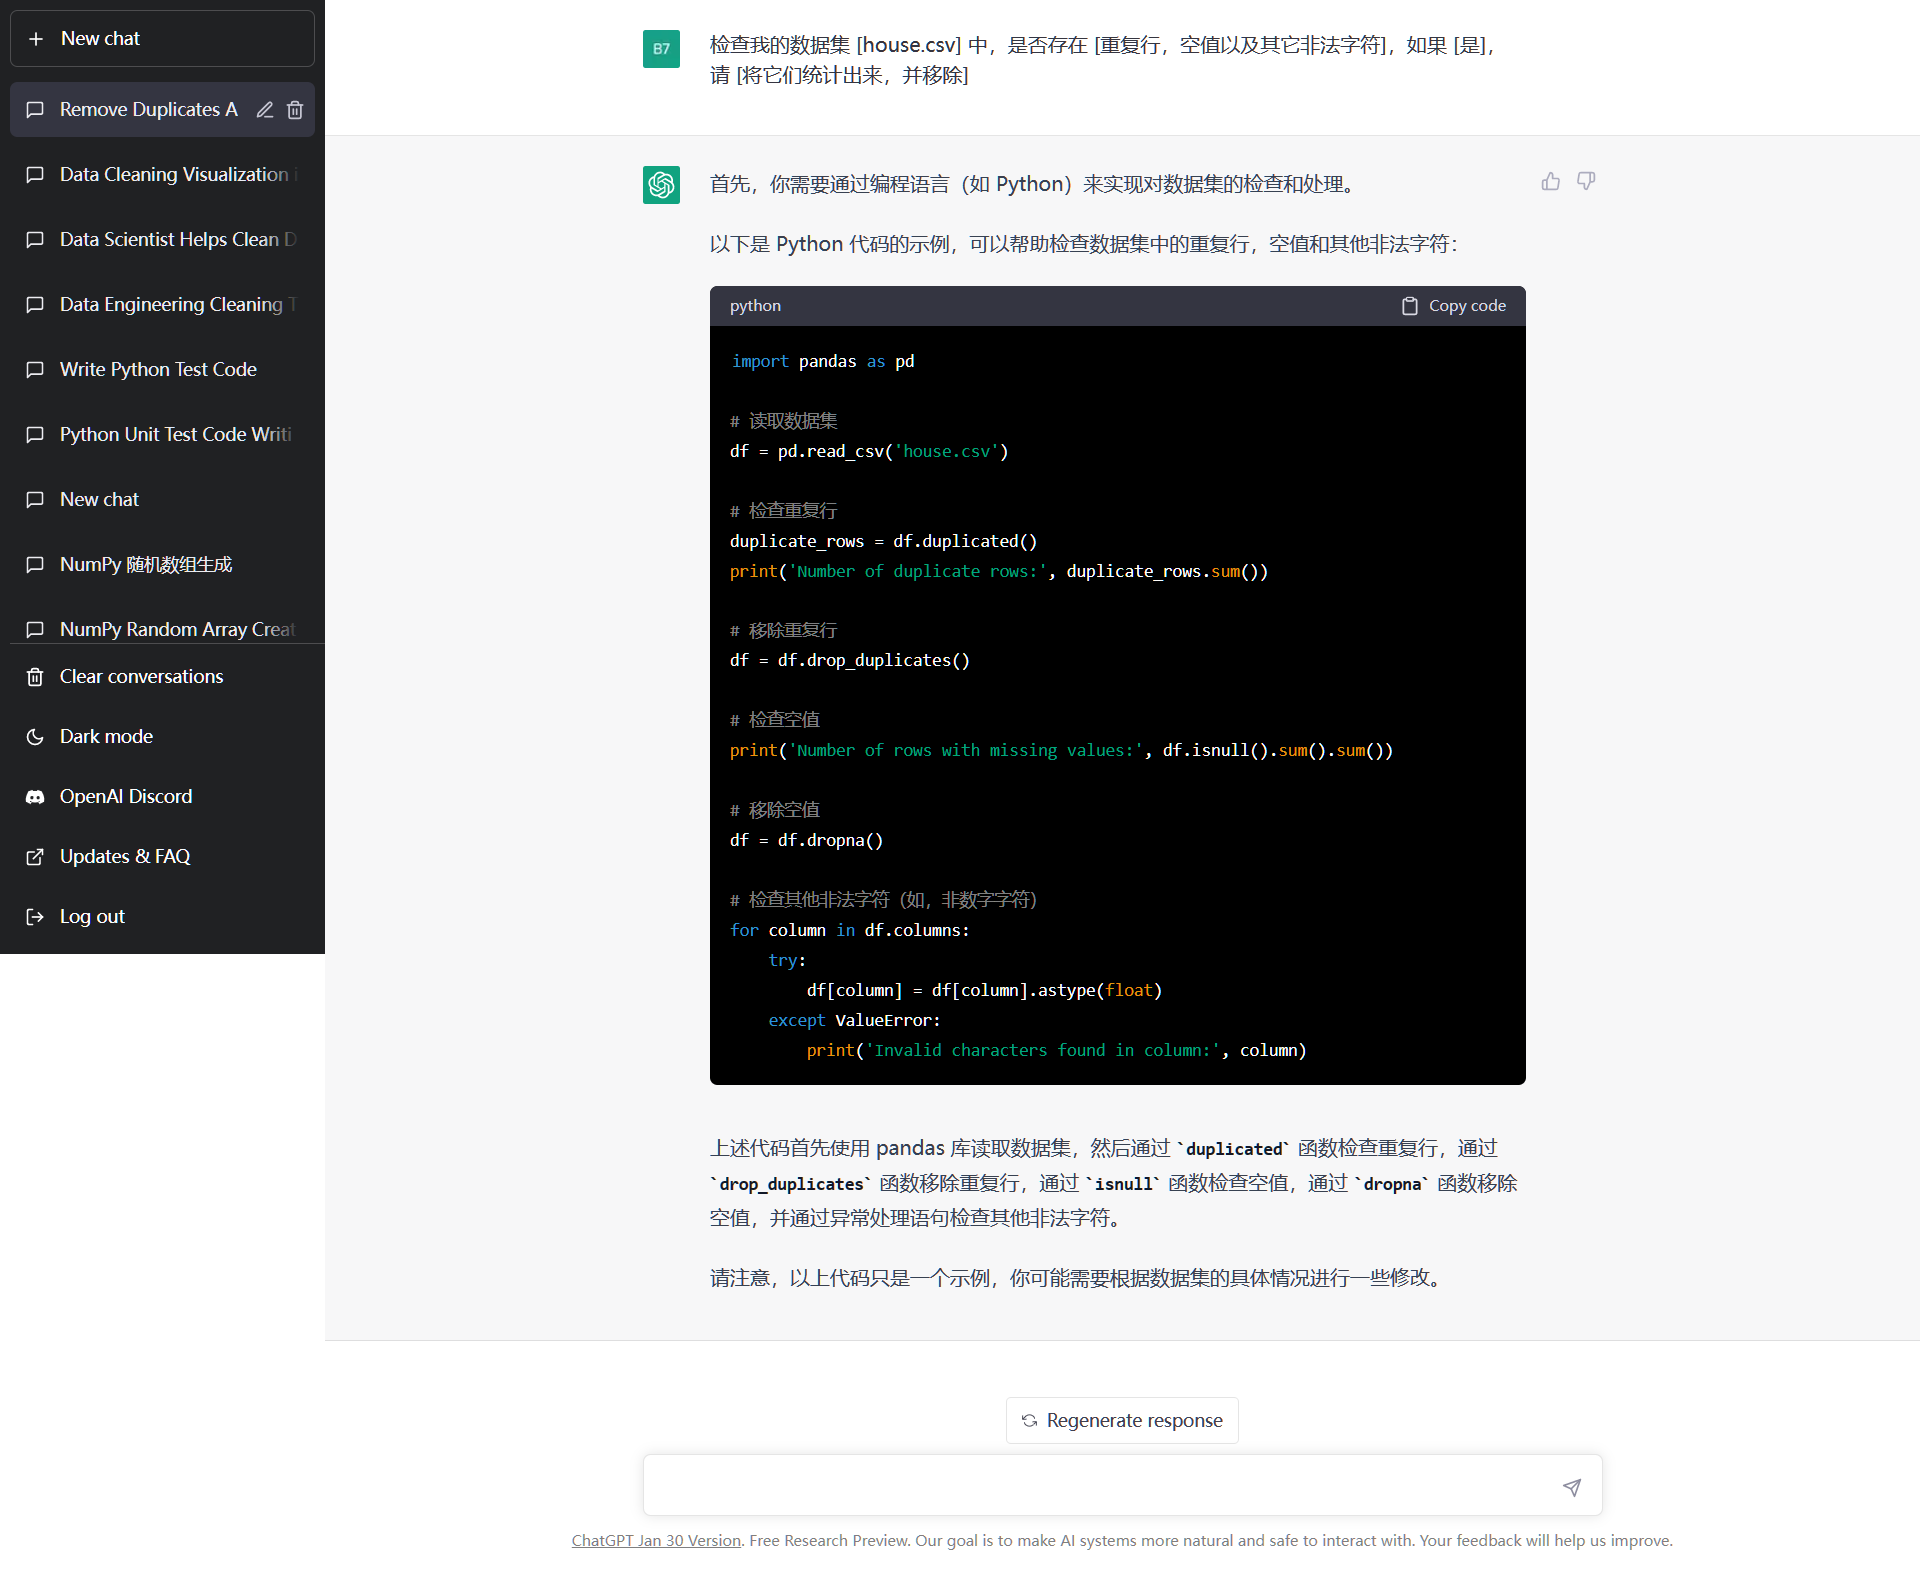 New chat
Remove Duplicates A
Data Cleaning Visualization i
Data Scientist Helps Clean D
Data Engineering Cleaning T
Write Python Test Code
Python Unit Test Code Writi
New chat
NumPy 随机数组生成
NumPy Random Array Creat
Clear conversations
Dark mode
OpenAI Discord
Updates & FAQ
Log out
B7
检查我的数据集 [house.csv] 中，是否存在 [重复行，空值以及其它非法字符]，如果 [是]，
请 [将它们统计出来，并移除]
首先，你需要通过编程语言（如 Python）来实现对数据集的检查和处理。
以下是 Python 代码的示例，可以帮助检查数据集中的重复行，空值和其他非法字符：
python
Copy code
import pandas as pd
# 读取数据集
df = pd.read_csv('house.csv')
# 检查重复行
duplicate_rows = df.duplicated()
print('Number of duplicate rows:', duplicate_rows.sum())
# 移除重复行
df = df.drop_duplicates()
# 检查空值
print('Number of rows with missing values:', df.isnull().sum().sum())
# 移除空值
df = df.dropna()
# 检查其他非法字符（如，非数字字符）
for column in df.columns:
    try:
        df[column] = df[column].astype(float)
    except ValueError:
        print('Invalid characters found in column:', column)
上述代码首先使用 pandas 库读取数据集，然后通过 `duplicated` 函数检查重复行，通过
`drop_duplicates` 函数移除重复行，通过 `isnull` 函数检查空值，通过 `dropna` 函数移除
空值，并通过异常处理语句检查其他非法字符。
请注意，以上代码只是一个示例，你可能需要根据数据集的具体情况进行一些修改。
Regenerate response
ChatGPT Jan 30 Version. Free Research Preview. Our goal is to make AI systems more natural and safe to interact with. Your feedback will help us improve.